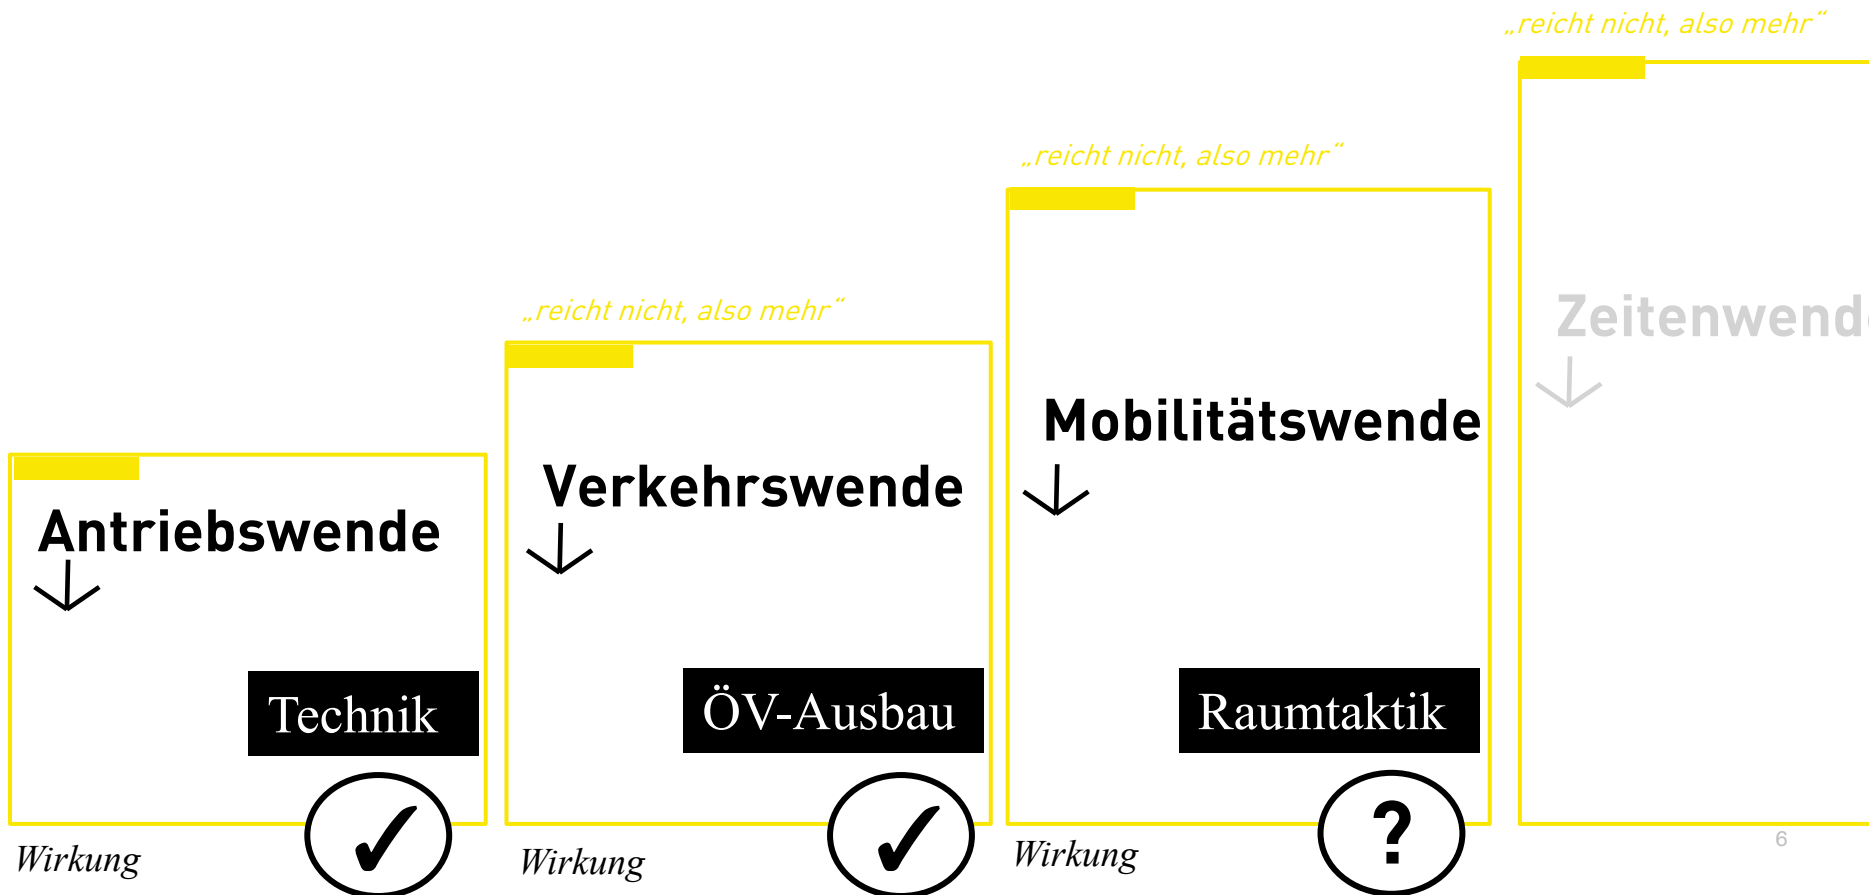 „reicht nicht, also mehr“
„reicht nicht, also mehr“
„reicht nicht, also mehr“
Antriebswende
Technik
✓
Wirkung
Verkehrswende
ÖV-Ausbau
✓
Wirkung
Mobilitätswende
Raumtaktik
?
Wirkung
Zeitenwende
6